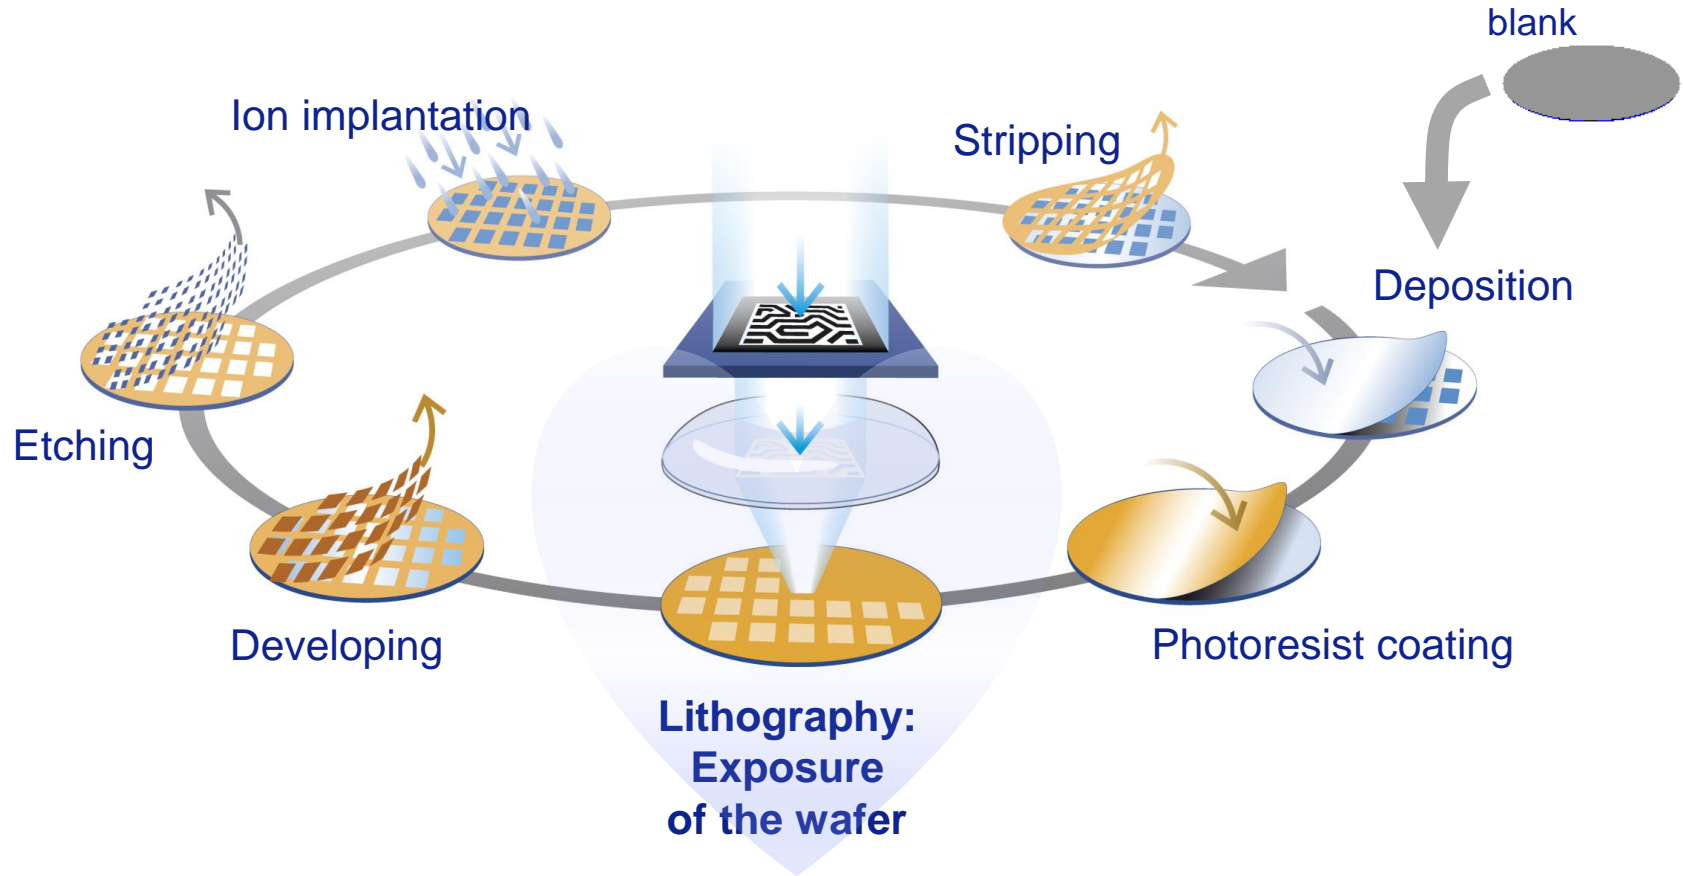 blank
Ion implantation
Stripping
Deposition
Etching
Developing
Photoresist coating
Lithography:
Exposure
of the wafer